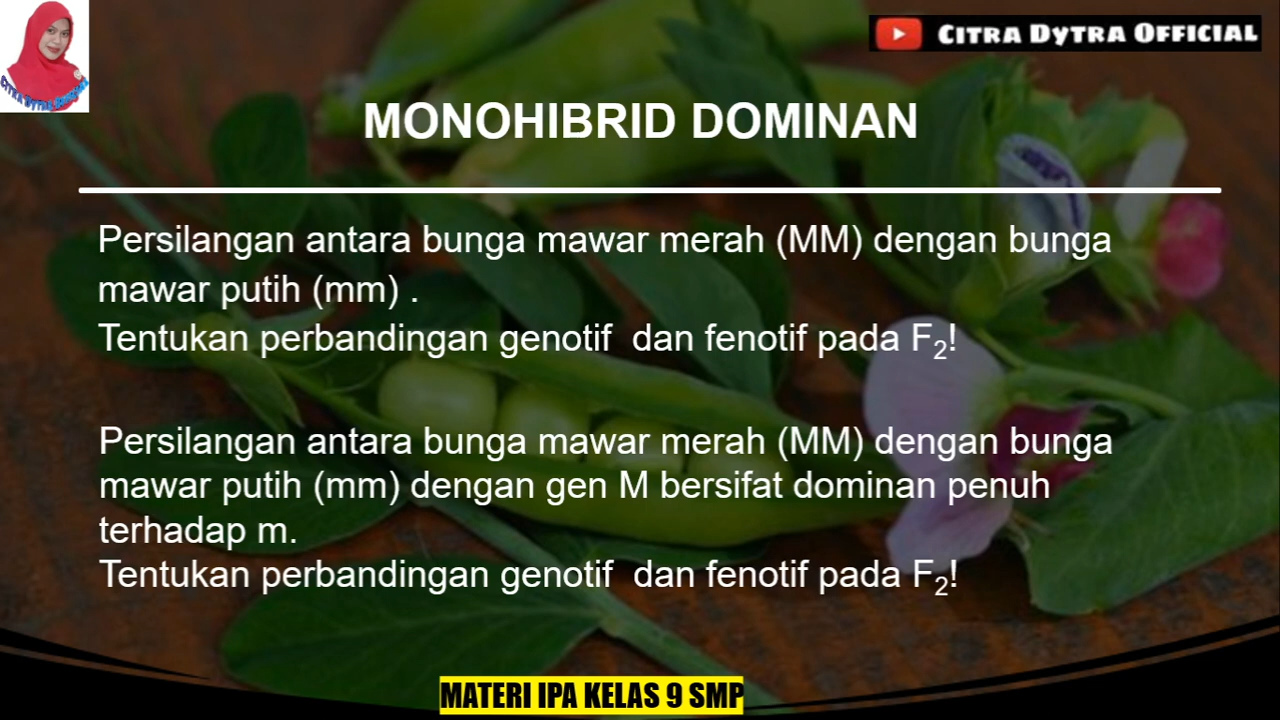 CITRA DYTRA OFFICIAL
MONOHIBRID DOMINAN
Persilangan antara bunga mawar merah (MM) dengan bunga
mawar putih (mm) .
Tentukan perbandingan genotif  dan fenotif pada F₂!
Persilangan antara bunga mawar merah (MM) dengan bunga
mawar putih (mm) dengan gen M bersifat dominan penuh
terhadap m.
Tentukan perbandingan genotif  dan fenotif pada F₂!
MATERI IPA KELAS 9 SMP